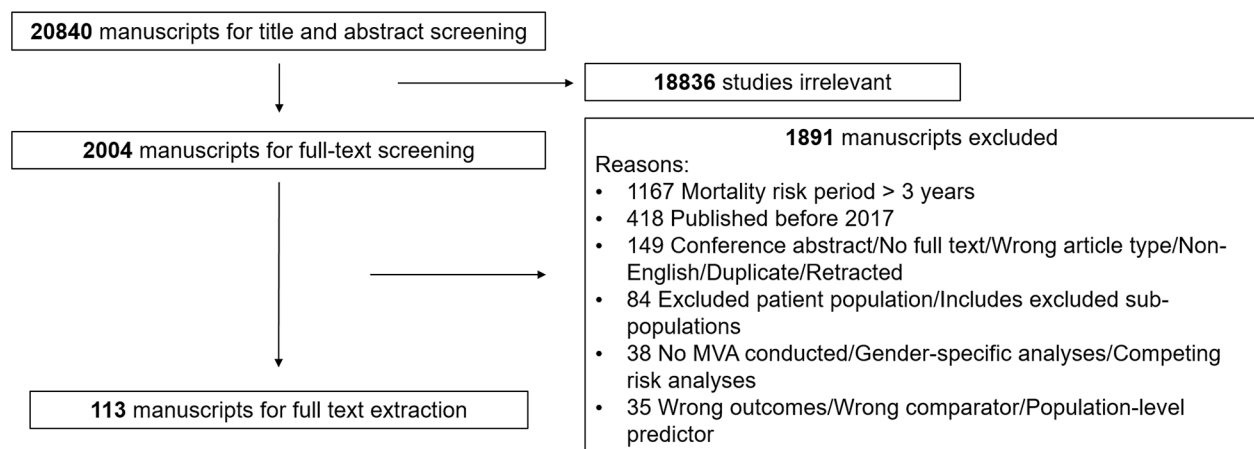 20840 manuscripts for title and abstract screening
18836 studies irrelevant
2004 manuscripts for full-text screening
1891 manuscripts excluded
Reasons:
• 1167 Mortality risk period > 3 years
• 418 Published before 2017
• 149 Conference abstract/No full text/Wrong article type/Non-
English/Duplicate/Retracted
• 84 Excluded patient population/Includes excluded sub-
populations
• 38 No MVA conducted/Gender-specific analyses/Competing
risk analyses
• 35 Wrong outcomes/Wrong comparator/Population-level
predictor
113 manuscripts for full text extraction